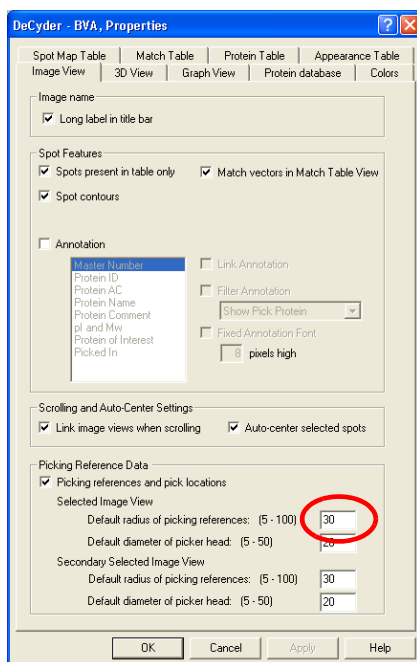 DeCyder - BVA, Properties
Spot Map Table Match Table Protein Table Appearance Table
Image View 3D View Graph View Protein database Colors
Image name
Long label in title bar
Spot Features
Spots present in table only Match vectors in Match Table View
Spot contours
Annotation
Master Number
Protein ID
Protein AC
Protein Name
Protein Comment
pI and Mw
Protein of Interest
Picked In
Link Annotation
Filter Annotation
Show Pick Protein
Fixed Annotation Font
8 pixels high
Scrolling and Auto-Center Settings
Link image views when scrolling Auto-center selected spots
Picking Reference Data
Picking references and pick locations
Selected Image View
Default radius of picking references: (5 - 100) 30
Default diameter of picker head: (5 - 50) 20
Secondary Selected Image View
Default radius of picking references: (5 - 100) 30
Default diameter of picker head: (5 - 50) 20
OK Cancel Apply Help